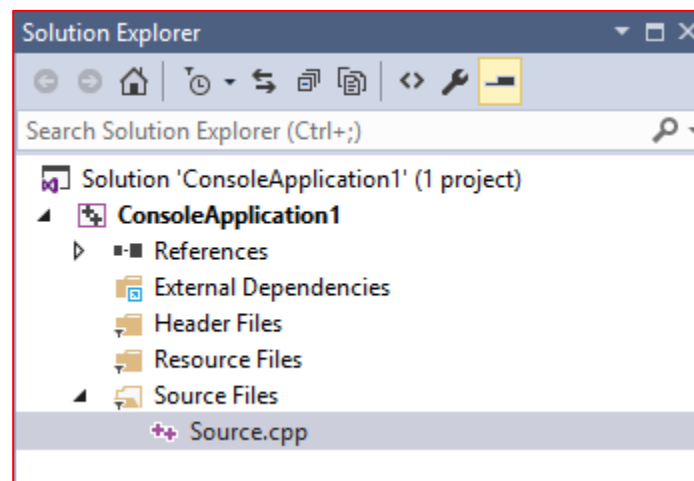 Solution Explorer
Search Solution Explorer (Ctrl+;)
Solution 'ConsoleApplication1' (1 project)
ConsoleApplication1
References
External Dependencies
Header Files
Resource Files
Source Files
Source.cpp